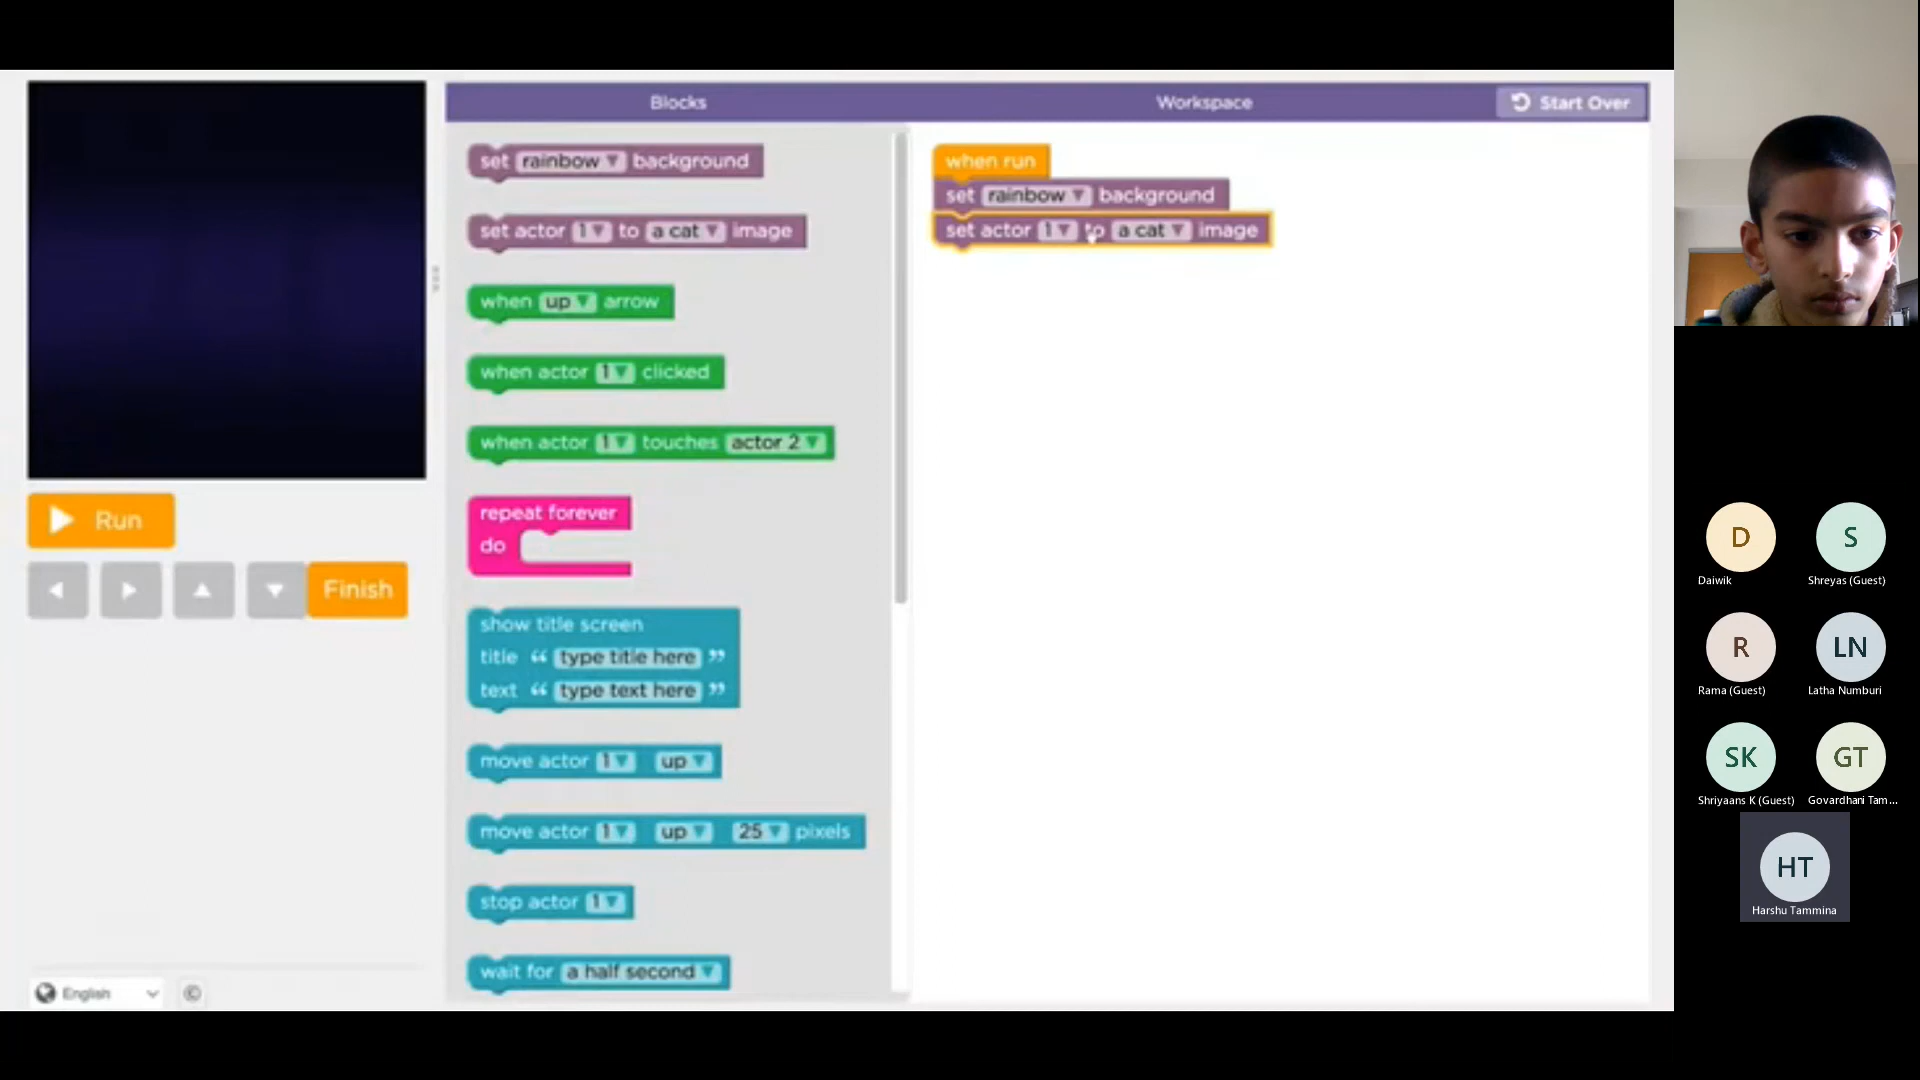 Blocks
Workspace
Start Over
set rainbow background
set actor 1 to a cat image
when up arrow
when actor 1 clicked
when actor 1 touches actor 2
repeat forever
do
show title screen
title “ type title here ”
text “ type text here ”
move actor 1 up
move actor 1 up 25 pixels
stop actor 1
wait for a half second
when run
set rainbow background
set actor 1 to a cat image
Run
Finish
English
©
D
Daiwik
S
Shreyas (Guest)
R
Rama (Guest)
LN
Latha Numburi
SK
Shriyaans K (Guest)
GT
Govardhani Tam...
HT
Harshu Tammina